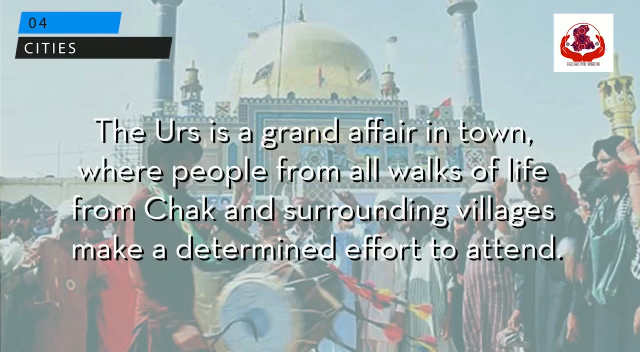 04
CITIES
The Urs is a grand affair in town,
where people from all walks of life
from Chak and surrounding villages
make a determined effort to attend.